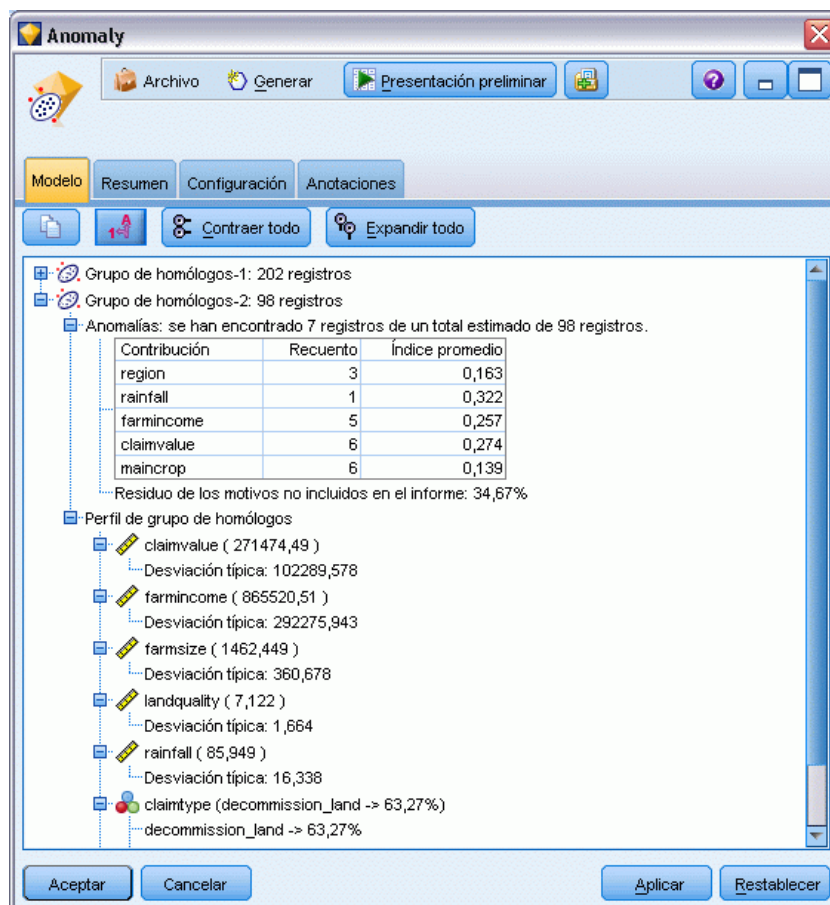 Anomaly
Archivo Generar Presentación preliminar
Modelo Resumen Configuración Anotaciones
Contraer todo Expandir todo
Grupo de homólogos-1: 202 registros
Grupo de homólogos-2: 98 registros
Anomalías: se han encontrado 7 registros de un total estimado de 98 registros.
Contribución Recuento Índice promedio
region 3 0,163
rainfall 1 0,322
farmincome 5 0,257
claimvalue 6 0,274
maincrop 6 0,139
Residuo de los motivos no incluidos en el informe: 34,67%
Perfil de grupo de homólogos
claimvalue ( 271474,49 )
Desviación típica: 102289,578
farmincome ( 865520,51 )
Desviación típica: 292275,943
farmsize ( 1462,449 )
Desviación típica: 360,678
landquality ( 7,122 )
Desviación típica: 1,664
rainfall ( 85,949 )
Desviación típica: 16,338
claimtype (decommission_land -> 63,27%)
decommission_land -> 63,27%
Aceptar Cancelar Aplicar Restablecer